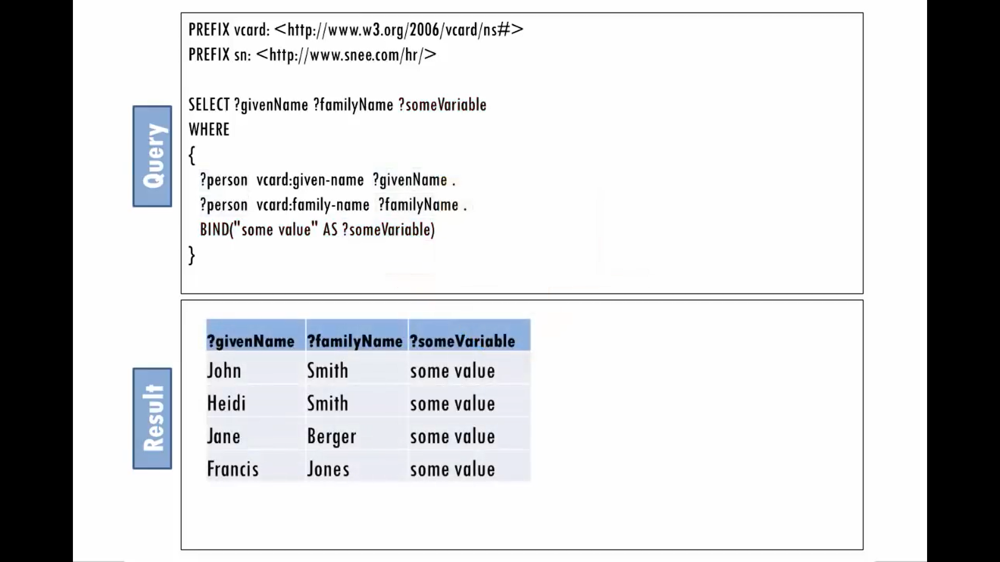 PREFIX vcard: <http://www.w3.org/2006/vcard/ns#>
PREFIX sn: <http://www.snee.com/hr/>
SELECT ?givenName ?familyName ?someVariable
WHERE
{
?person vcard:given-name ?givenName .
?person vcard:family-name ?familyName .
BIND("some value" AS ?someVariable)
}
Query
?givenName ?familyName ?someVariable
John Smith some value
Heidi Smith some value
Jane Berger some value
Francis Jones some value
Result